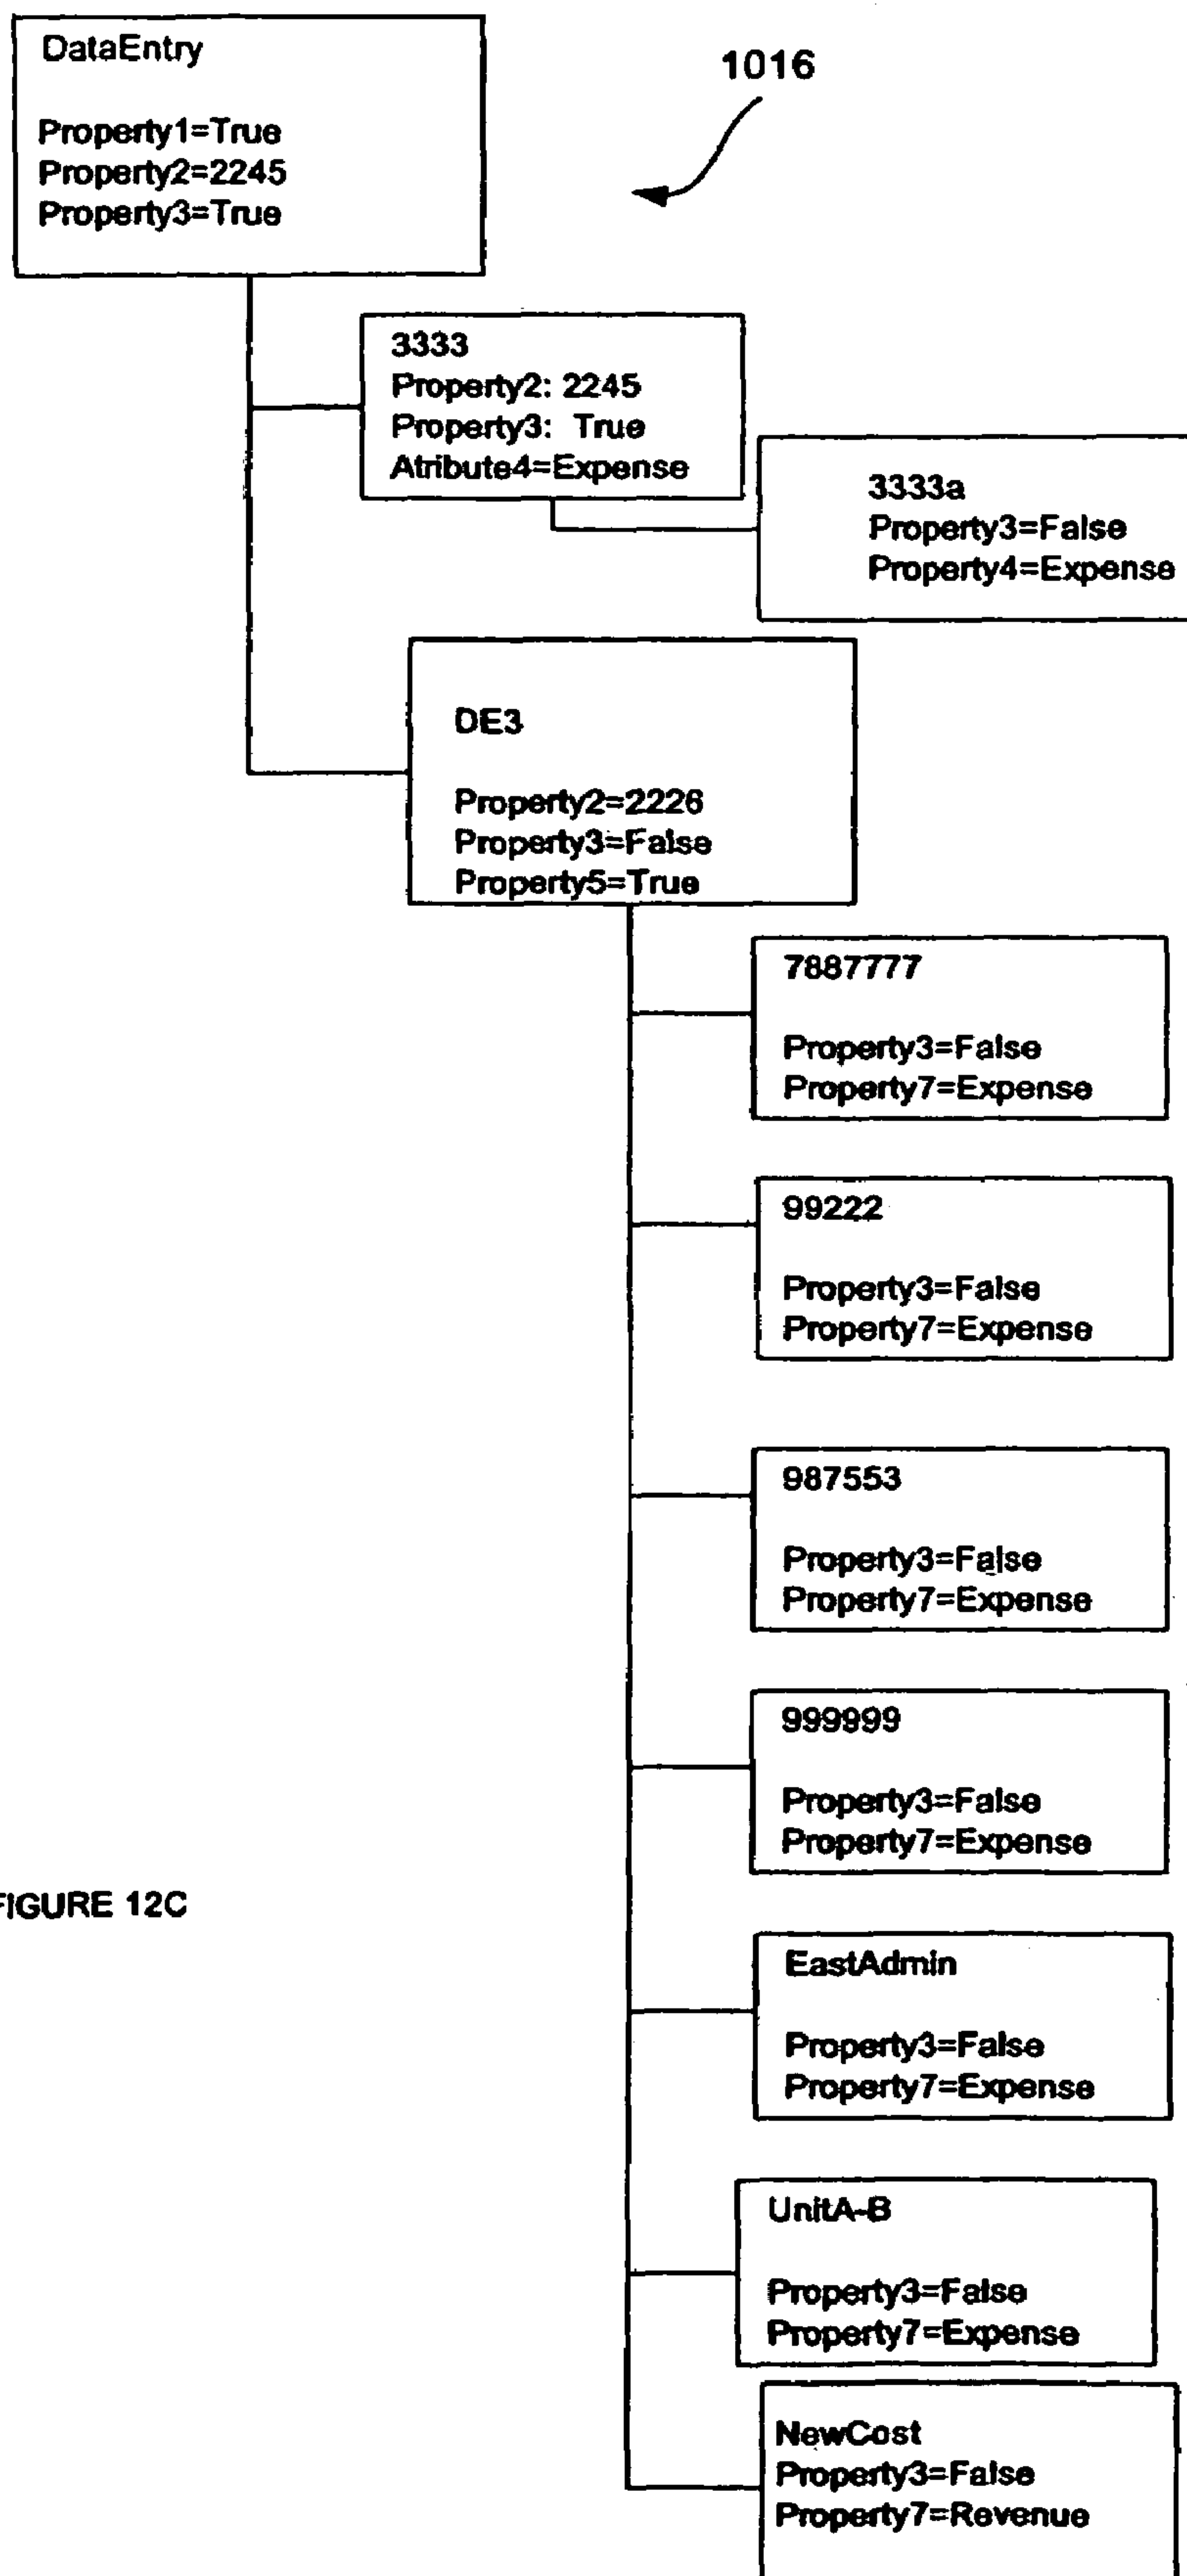 DataEntry
Property1=True
Property2=2245
Property3=True
1016
3333
Property2: 2245
Property3: True
Atribute4=Expense
3333a
Property3=False
Property4=Expense
DE3
Property2=2226
Property3=False
Property5=True
7887777
Property3=False
Property7=Expense
99222
Property3=False
Property7=Expense
987553
Property3=False
Property7=Expense
999999
Property3=False
Property7=Expense
FIGURE 12C
EastAdmin
Property3=False
Property7=Expense
UnitA-B
Property3=False
Property7=Expense
NewCost
Property3=False
Property7=Revenue